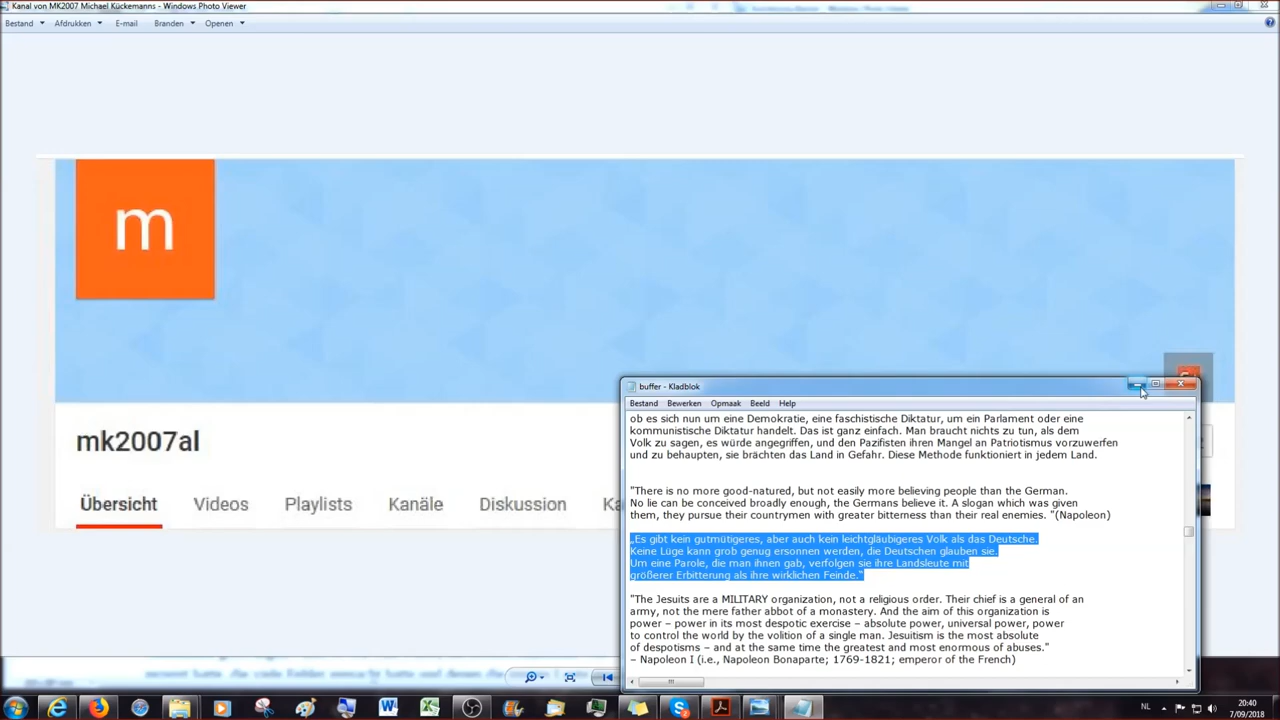 Kanal von MK2007 Michael Kückemanns - Windows Photo Viewer
Bestand Afdrukken E-mail Branden Openen
m
mk2007al
Übersicht Videos Playlists Kanäle Diskussion
buffer - Kladblok
Bestand Bewerken Opmaak Beeld Help
ob es sich nun um eine Demokratie, eine faschistische Diktatur, um ein Parlament oder eine
kommunistische Diktatur handelt. Das ist ganz einfach. Man braucht nichts zu tun, als dem
Volk zu sagen, es würde angegriffen, und den Pazifisten ihren Mangel an Patriotismus vorzuwerfen
und zu behaupten, sie brächten das Land in Gefahr. Diese Methode funktioniert in jedem Land.
"There is no more good-natured, but not easily more believing people than the German.
No lie can be conceived broadly enough, the Germans believe it. A slogan which was given
them, they pursue their countrymen with greater bitterness than their real enemies. "(Napoleon)
„Es gibt kein gutmütigeres, aber auch kein leichtgläubigeres Volk als das Deutsche.
Keine Lüge kann grob genug ersonnen werden, die Deutschen glauben sie.
Um eine Parole, die man ihnen gab, verfolgen sie ihre Landsleute mit
größerer Erbitterung als ihre wirklichen Feinde."
"The Jesuits are a MILITARY organization, not a religious order. Their chief is a general of an
army, not the mere father abbot of a monastery. And the aim of this organization is
power – power in its most despotic exercise – absolute power, universal power, power
to control the world by the volition of a single man. Jesuitism is the most absolute
of despotisms – and at the same time the greatest and most enormous of abuses."
– Napoleon I (i.e., Napoleon Bonaparte; 1769-1821; emperor of the French)
NL
20:40
7/09/2018